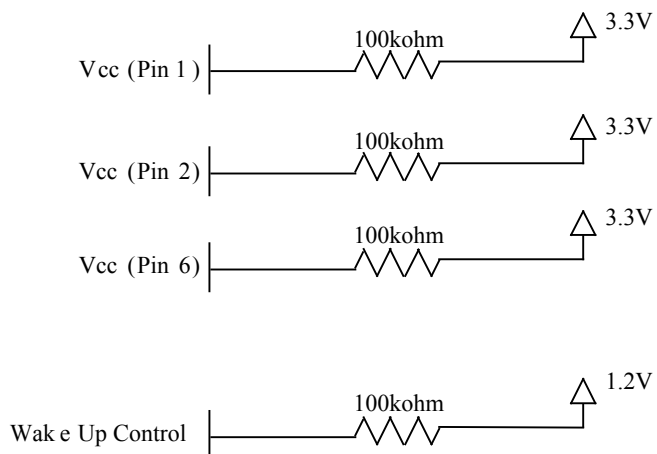 100kohm 3.3V
Vcc (Pin 1)
100kohm 3.3V
Vcc (Pin 2)
100kohm 3.3V
Vcc (Pin 6)
100kohm 1.2V
Wake Up Control